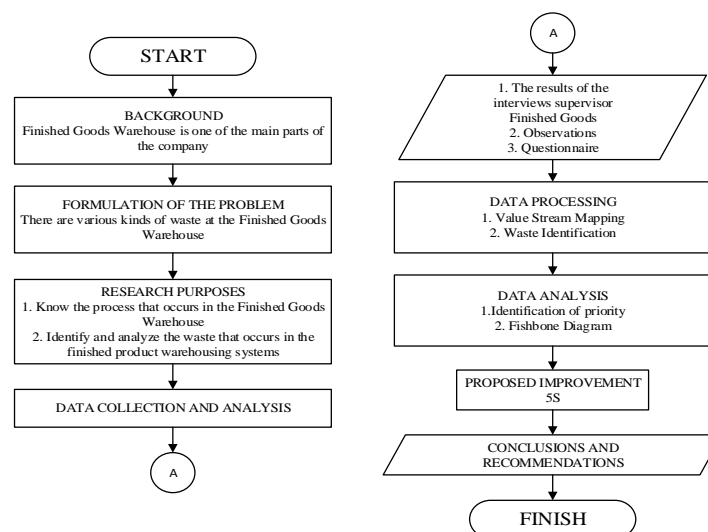 START
BACKGROUND
Finished Goods Warehouse is one of the main parts of
the company
FORMULATION OF THE PROBLEM
There are various kinds of waste at the Finished Goods
Warehouse
RESEARCH PURPOSES
1. Know the process that occurs in the Finished Goods
Warehouse
2. Identify and analyze the waste that occurs in the
finished product warehousing systems
DATA COLLECTION AND ANALYSIS
A
A
1. The results of the
interviews supervisor
Finished Goods
2. Observations
3. Questionnaire
DATA PROCESSING
1. Value Stream Mapping
2. Waste Identification
DATA ANALYSIS
1.Identification of priority
2. Fishbone Diagram
PROPOSED IMPROVEMENT
5S
CONCLUSIONS AND
RECOMMENDATIONS
FINISH